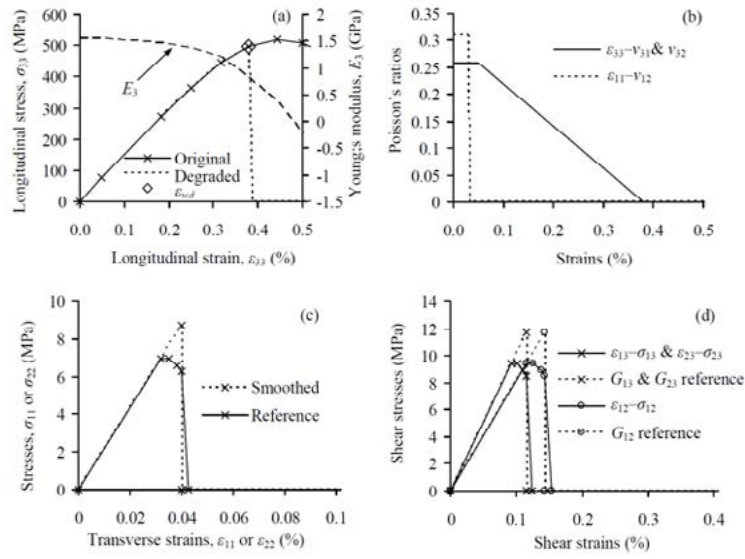 (a)
Longitudinal stress, σ33 (MPa)
600
500
400
300
200
100
0
E3
Original
Degraded
0.0 0.1 0.2 0.3 0.4 0.5
Longitudinal strain, ε33 (%)
2
1.5
1
0.5
0
-0.5
-1
-1.5
Young's modulus, E3 (GPa)
(b)
Poisson's ratios
0.35
0.3
0.25
0.2
0.15
0.1
0.05
0
ε33–ν31& ν32
ε11–ν12
0.0 0.1 0.2 0.3 0.4 0.5
Strains (%)
(c)
Stresses, σ11 or σ22 (MPa)
10
8
6
4
2
0
Smoothed
Reference
0 0.02 0.04 0.06 0.08 0.1
Transverse strains, ε11 or ε22 (%)
(d)
Shear stresses (MPa)
14
12
10
8
6
4
2
0
ε13–σ13 & ε23–σ23
G13 & G23 reference
ε12–σ12
G12 reference
0 0.1 0.2 0.3 0.4
Shear strains (%)